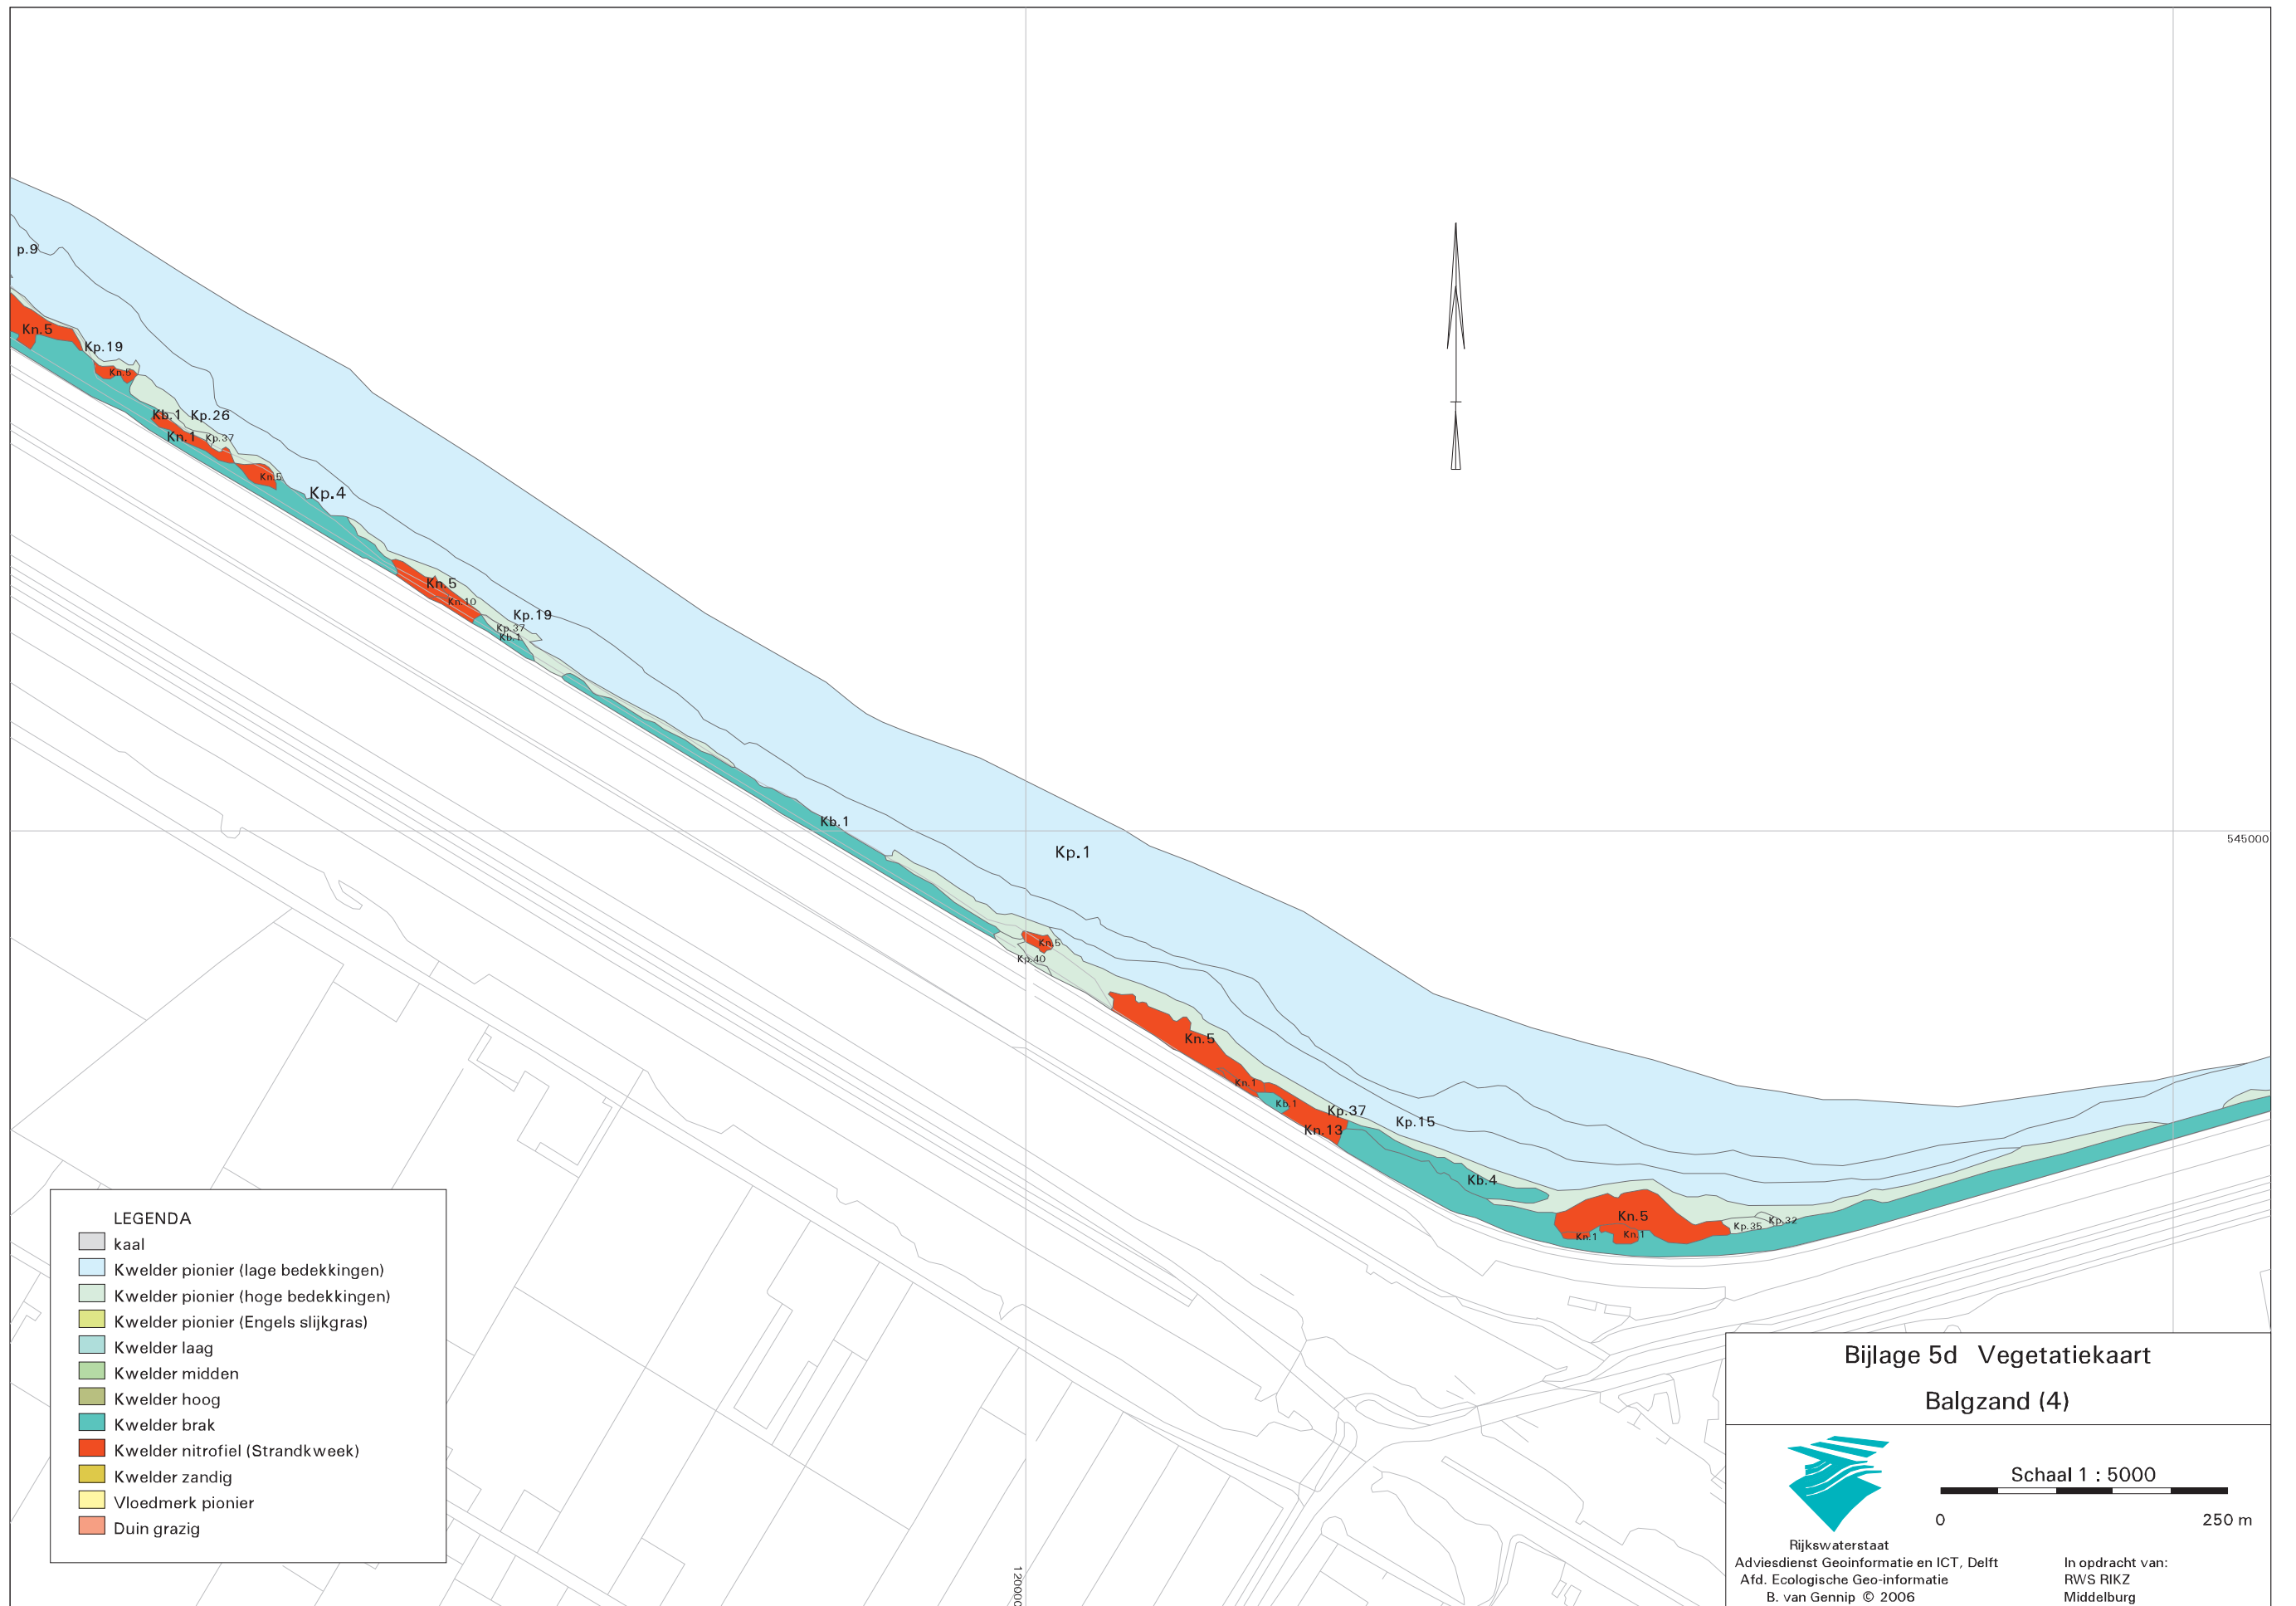 p.9
Kn.5
Kp.19
Kn.5
Kb.1 Kp.26
Kn.1 Kp.37
Kn.5
Kp.4
Kn.5
Kn.10
Kp.19
Kp.37
Kb.1
Kb.1
Kp.1
545000
Kn.5
Kp.40
Kn.5
Kn.1
Kb.1
Kp.37
Kp.15
Kn.13
Kb.4
Kn.5
Kp.32
Kp.35
Kn.1
Kn.1
LEGENDA
kaal
Kwelder pionier (lage bedekkingen)
Kwelder pionier (hoge bedekkingen)
Kwelder pionier (Engels slijkgras)
Kwelder laag
Kwelder midden
Kwelder hoog
Kwelder brak
Kwelder nitrofiel (Strandkweek)
Kwelder zandig
Vloedmerk pionier
Duin grazig
120000
Bijlage 5d Vegetatiekaart
Balgzand (4)
Schaal 1 : 5000
0 250 m
Rijkswaterstaat
Adviesdienst Geoinformatie en ICT, Delft
Afd. Ecologische Geo-informatie
B. van Gennip © 2006
In opdracht van:
RWS RIKZ
Middelburg